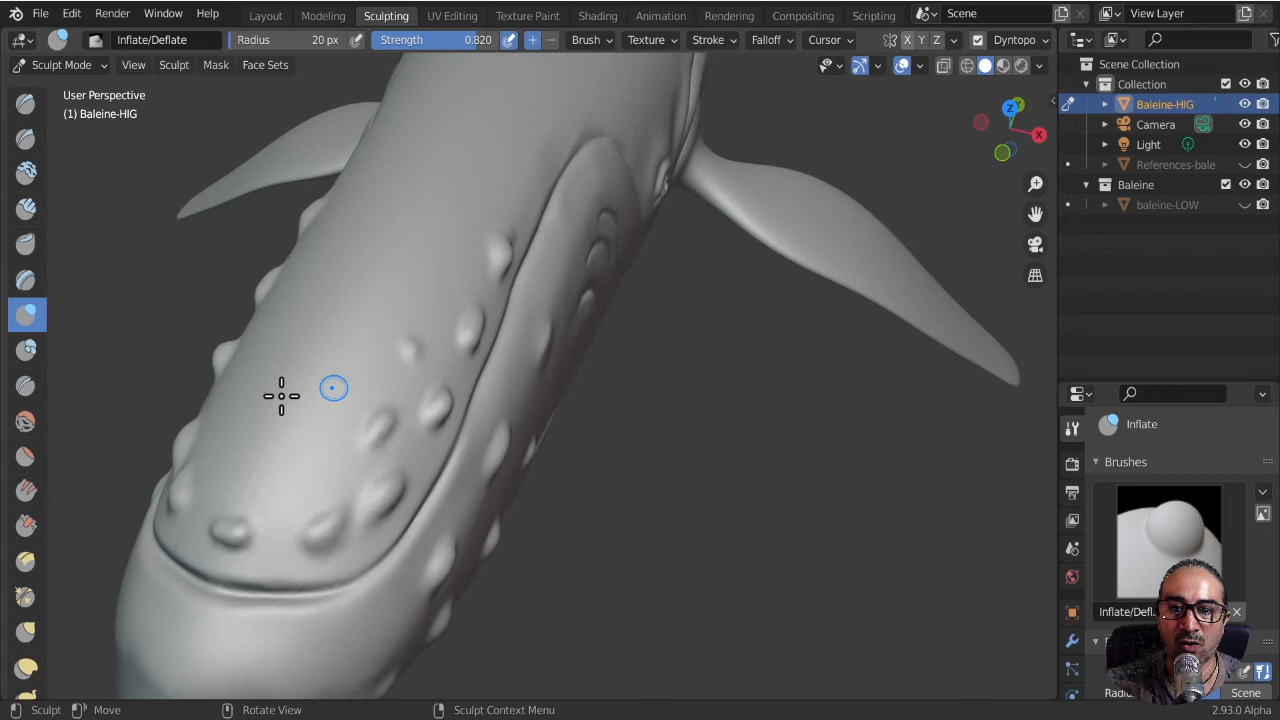 File Edit Render Window Help Layout Modeling Sculpting UV Editing Texture Paint Shading Animation Rendering Compositing Scripting Scene View Layer
Inflate/Deflate Radius 20 px Strength 0.820 Brush Texture Stroke Falloff Cursor X Y Z Dyntopo
Sculpt Mode View Sculpt Mask Face Sets
Scene Collection
Collection
Baleine-HIG
Camera
Light
References-bale
Baleine
baleine-LOW
User Perspective
(1) Baleine-HIG
Z
Y
X
Inflate
Brushes
Inflate/Defl..
Scene
Sculpt Move Rotate View Sculpt Context Menu 2.93.0 Alpha